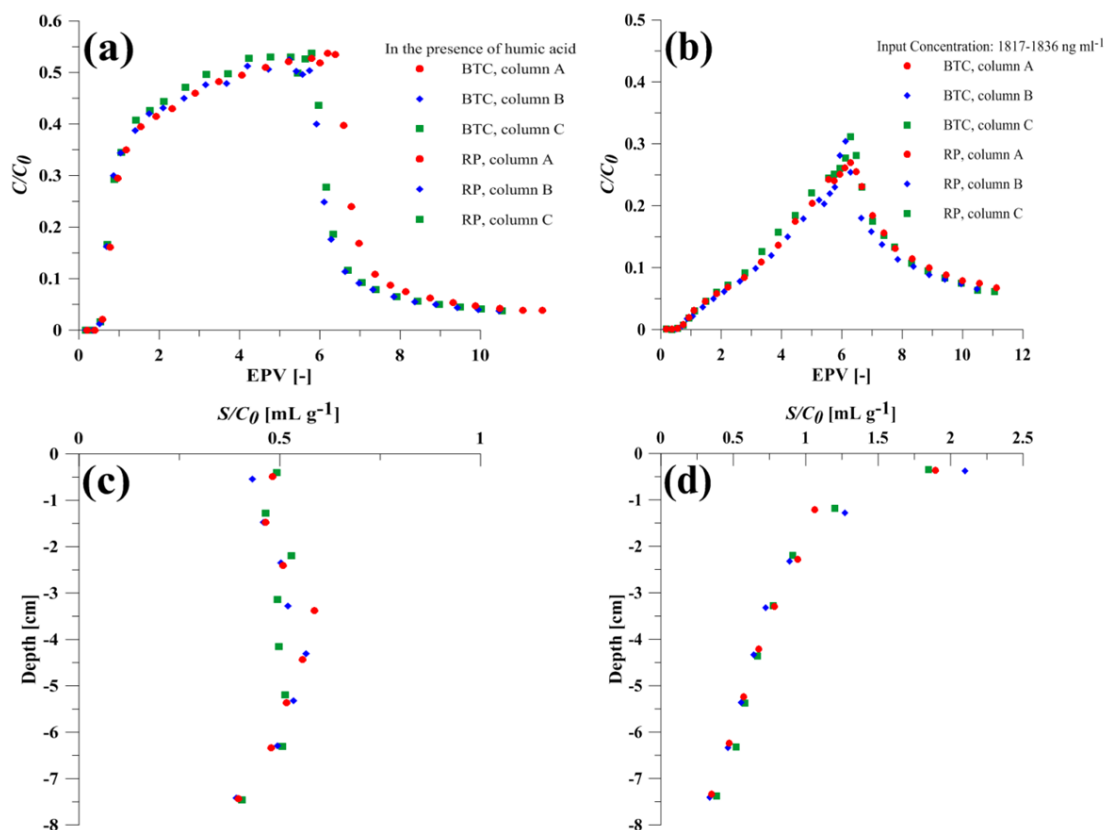 (a)
In the presence of humic acid
BTC, column A
BTC, column B
BTC, column C
RP, column A
RP, column B
RP, column C
C/C0
0.6
0.5
0.4
0.3
0.2
0.1
0
0 2 4 6 8 10
EPV [-]
(b)
Input Concentration: 1817-1836 ng ml-1
BTC, column A
BTC, column B
BTC, column C
RP, column A
RP, column B
RP, column C
C/C0
0.5
0.4
0.3
0.2
0.1
0
0 2 4 6 8 10 12
EPV [-]
S/C0 [mL g-1]
0 0.5 1
(c)
Depth [cm]
0
-1
-2
-3
-4
-5
-6
-7
-8
S/C0 [mL g-1]
0 0.5 1 1.5 2 2.5
(d)
Depth [cm]
0
-1
-2
-3
-4
-5
-6
-7
-8